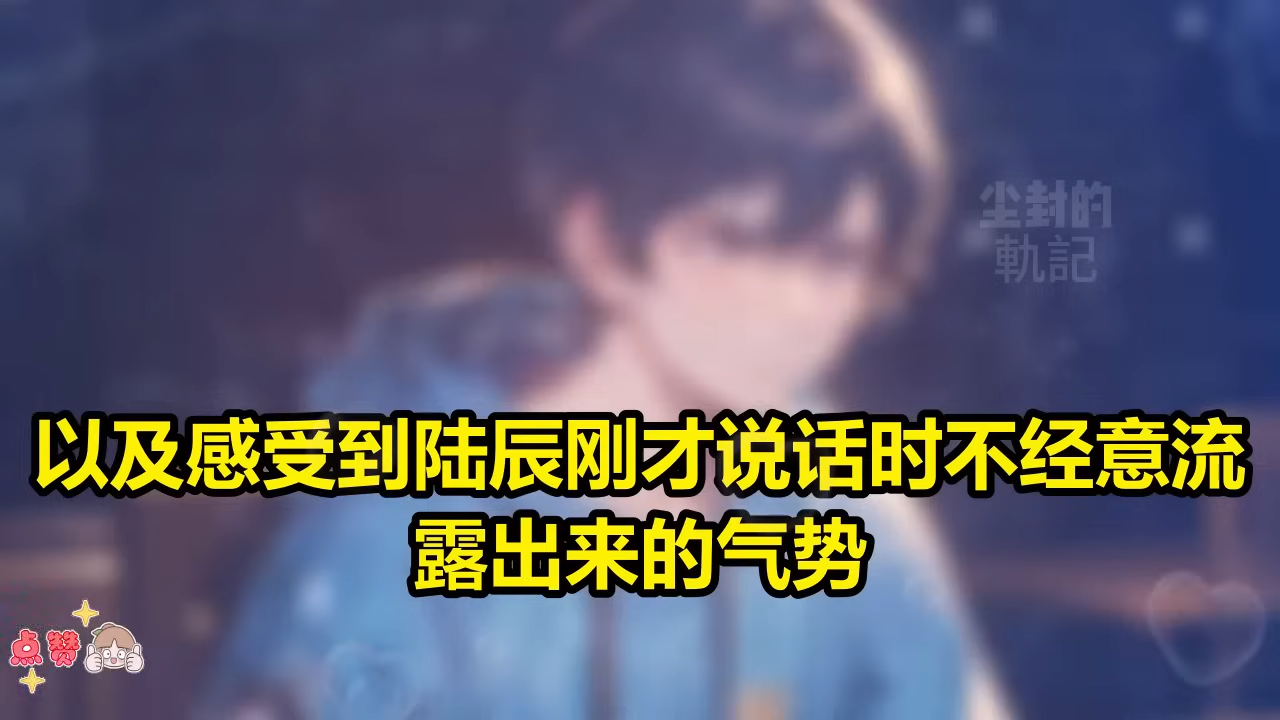 尘封的
軌記
以及感受到陆辰刚才说话时不经意流
露出来的气势
点赞